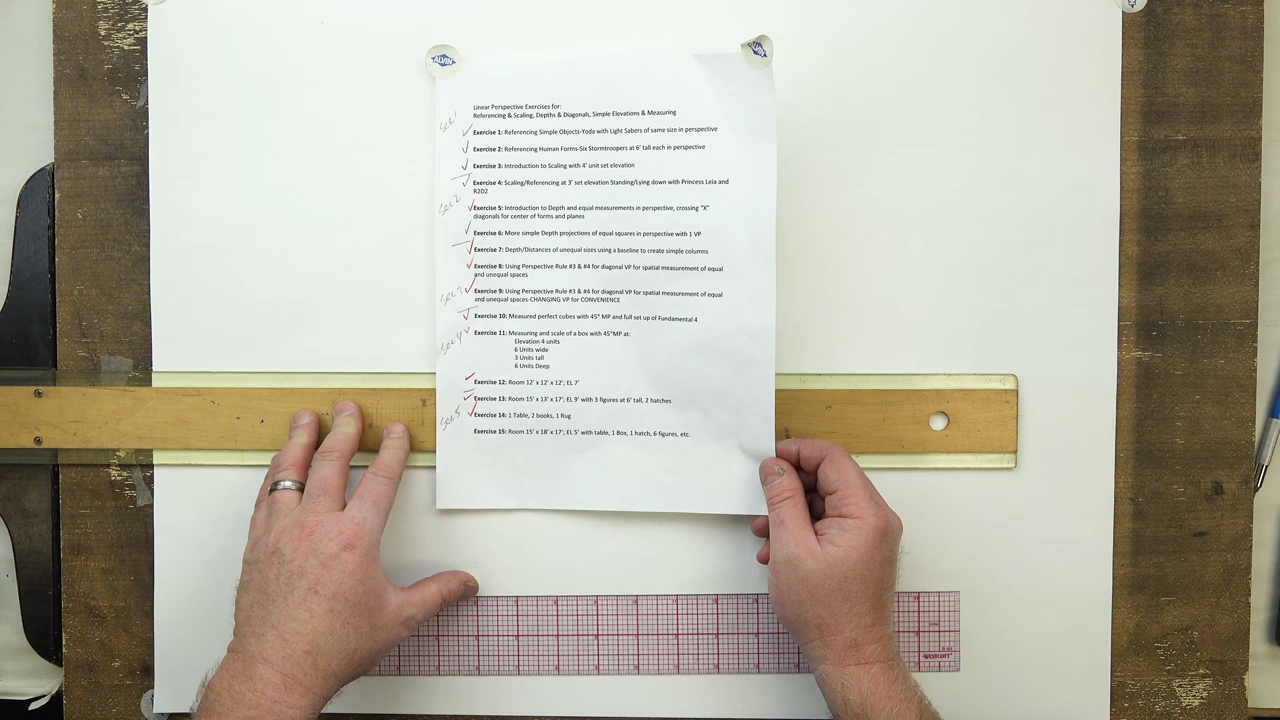 ALVIN
ALVIN
Linear Perspective Exercises for:
Referencing & Scaling, Depths & Diagonals, Simple Elevations & Measuring
Sec 1
Exercise 1: Referencing Simple Objects-Yoda with Light Sabers of same size in perspective
Exercise 2: Referencing Human Forms-Six Stormtroopers at 6' tall each in perspective
Exercise 3: Introduction to Scaling with 4' unit set elevation
Exercise 4: Scaling/Referencing at 3' set elevation Standing/Lying down with Princess Leia and
R2D2
Sec 2
Exercise 5: Introduction to Depth and equal measurements in perspective, crossing "X"
diagonals for center of forms and planes
Exercise 6: More simple Depth projections of equal squares in perspective with 1 VP
Exercise 7: Depth/Distances of unequal sizes using a baseline to create simple columns
Exercise 8: Using Perspective Rule #3 & #4 for diagonal VP for spatial measurement of equal
and unequal spaces
Sec 3
Exercise 9: Using Perspective Rule #3 & #4 for diagonal VP for spatial measurement of equal
and unequal spaces-CHANGING VP for CONVENIENCE
Exercise 10: Measured perfect cubes with 45° MP and full set up of Fundamental 4
Sec 4
Exercise 11: Measuring and scale of a box with 45°MP at:
Elevation 4 units
6 Units wide
3 Units tall
6 Units Deep
Exercise 12: Room 12' x 12' x 12'; EL 7'
Exercise 13: Room 15' x 13' x 17'; EL 9' with 3 figures at 6' tall, 2 hatches
Sec 5
Exercise 14: 1 Table, 2 books, 1 Rug
Exercise 15: Room 15' x 18' x 17'; EL 5' with table, 1 Box, 1 hatch, 6 figures, etc.
WESTCOTT